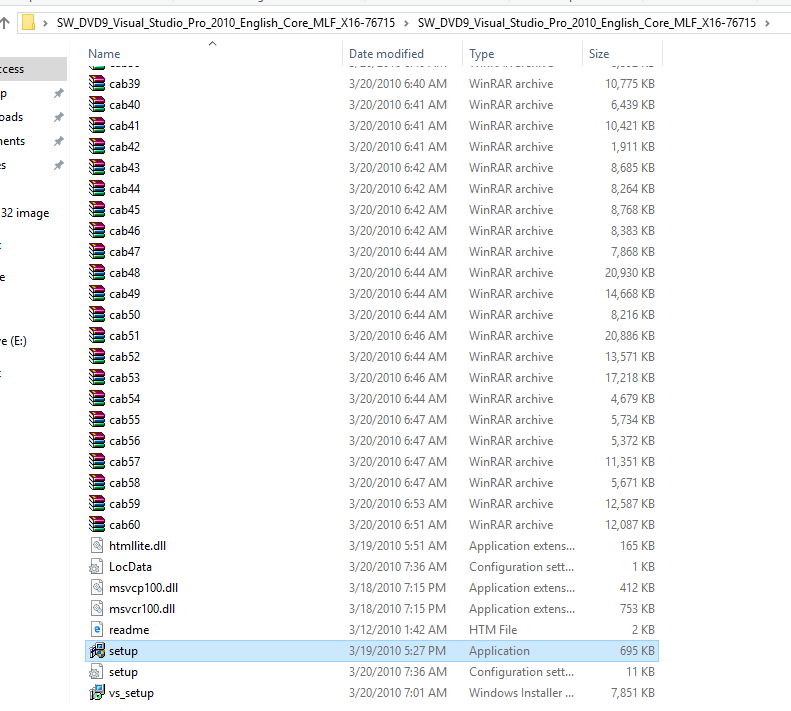 SW_DVD9_Visual_Studio_Pro_2010_English_Core_MLF_X16-76715 > SW_DVD9_Visual_Studio_Pro_2010_English_Core_MLF_X16-76715 >
Name Date modified Type Size
ccess
cab39 3/20/2010 6:40 AM WinRAR archive 10,775 KB
p
cab40 3/20/2010 6:41 AM WinRAR archive 6,439 KB
oads
cab41 3/20/2010 6:41 AM WinRAR archive 10,421 KB
nents
cab42 3/20/2010 6:41 AM WinRAR archive 1,911 KB
es
cab43 3/20/2010 6:42 AM WinRAR archive 8,685 KB
cab44 3/20/2010 6:42 AM WinRAR archive 8,264 KB
32 image
cab45 3/20/2010 6:42 AM WinRAR archive 8,768 KB
cab46 3/20/2010 6:42 AM WinRAR archive 8,383 KB
cab47 3/20/2010 6:44 AM WinRAR archive 7,868 KB
e
cab48 3/20/2010 6:44 AM WinRAR archive 20,930 KB
cab49 3/20/2010 6:44 AM WinRAR archive 14,668 KB
cab50 3/20/2010 6:44 AM WinRAR archive 8,216 KB
e (E:)
cab51 3/20/2010 6:46 AM WinRAR archive 20,886 KB
cab52 3/20/2010 6:44 AM WinRAR archive 13,571 KB
cab53 3/20/2010 6:46 AM WinRAR archive 17,218 KB
cab54 3/20/2010 6:44 AM WinRAR archive 4,679 KB
cab55 3/20/2010 6:47 AM WinRAR archive 5,734 KB
cab56 3/20/2010 6:47 AM WinRAR archive 5,372 KB
cab57 3/20/2010 6:47 AM WinRAR archive 11,351 KB
cab58 3/20/2010 6:47 AM WinRAR archive 5,671 KB
cab59 3/20/2010 6:53 AM WinRAR archive 12,587 KB
cab60 3/20/2010 6:51 AM WinRAR archive 12,087 KB
htmllite.dll 3/19/2010 5:51 AM Application extens... 165 KB
LocData 3/20/2010 7:36 AM Configuration sett... 1 KB
msvcp100.dll 3/18/2010 7:15 PM Application extens... 412 KB
msvcr100.dll 3/18/2010 7:15 PM Application extens... 753 KB
readme 3/12/2010 1:42 AM HTM File 2 KB
setup 3/19/2010 5:27 PM Application 695 KB
setup 3/20/2010 7:36 AM Configuration sett... 11 KB
vs_setup 3/20/2010 7:01 AM Windows Installer ... 7,851 KB